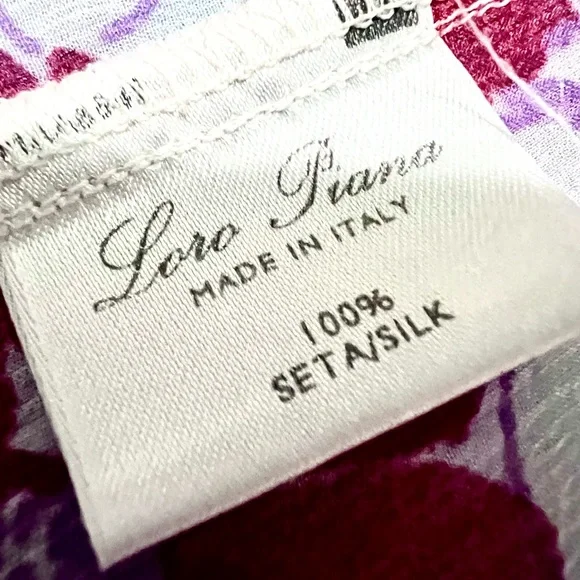 Loro Piana
MADE IN ITALY
100%
SETA/SILK